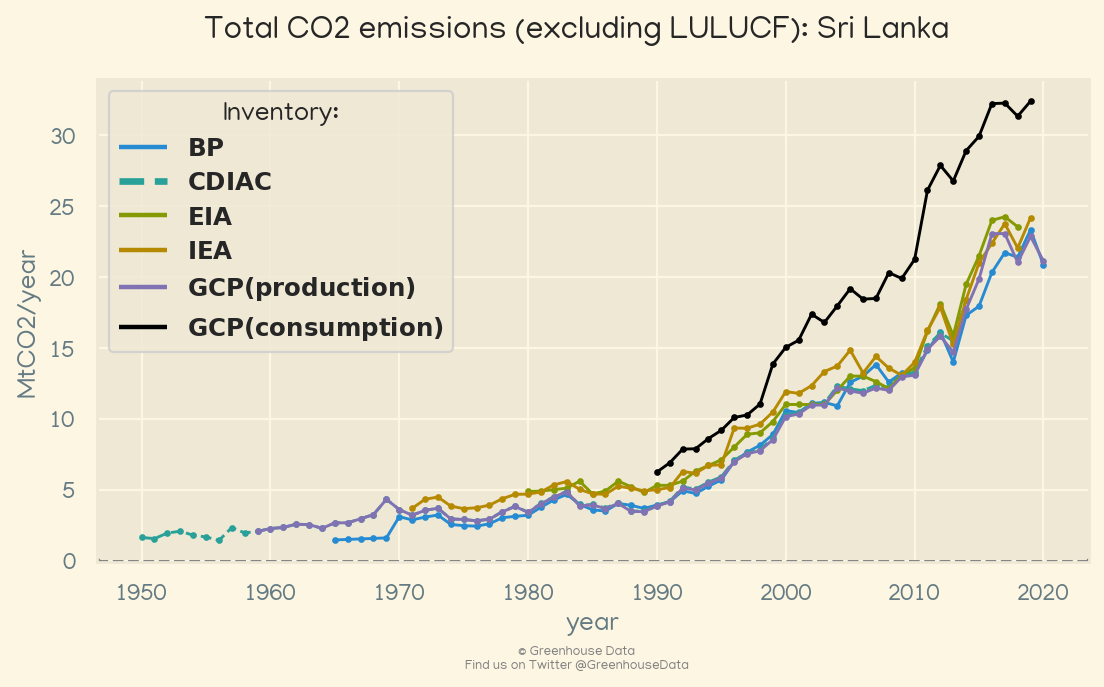 Total CO2 emissions (excluding LULUCF): Sri Lanka
Inventory:
BP
CDIAC
EIA
IEA
GCP(production)
GCP(consumption)
MtCO2/year
30
25
20
15
10
5
0
1950 1960 1970 1980 1990 2000 2010 2020
year
© Greenhouse Data
Find us on Twitter @GreenhouseData